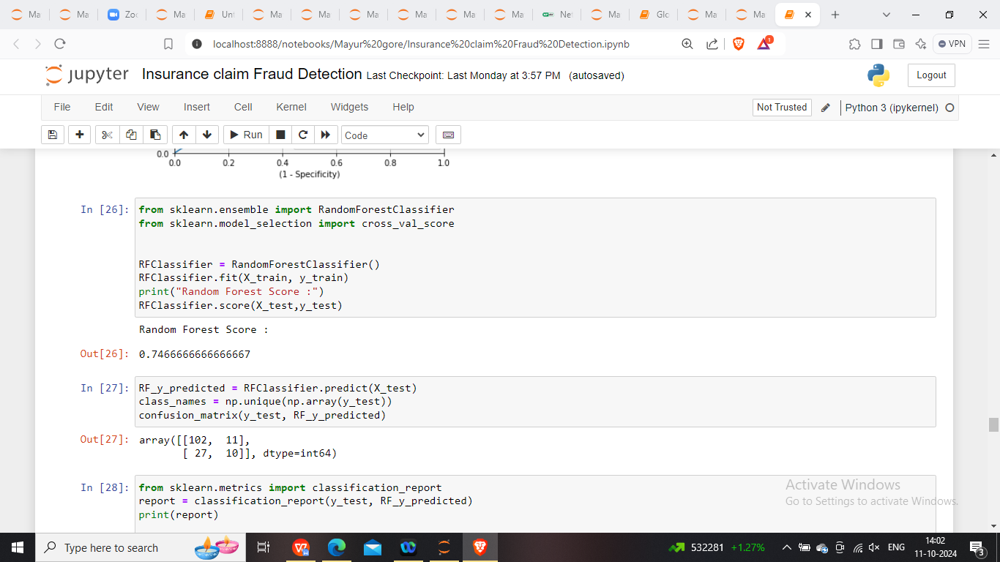 Ma
Ma
Zoo
Ma
Unt
Ma
Ma
Ma
Ma
Ma
Ma
Ne
Ma
Glo
Ma
Ma
localhost:8888/notebooks/Mayur%20gore/Insurance%20claim%20Fraud%20Detection.ipynb
1
VPN
jupyter Insurance claim Fraud Detection Last Checkpoint: Last Monday at 3:57 PM (autosaved)
Logout
File Edit View Insert Cell Kernel Widgets Help
Not Trusted
Python 3 (ipykernel)
Run
Code
0.0
0.0 0.2 0.4 0.6 0.8 1.0
(1 - Specificity)
In [26]:
from sklearn.ensemble import RandomForestClassifier
from sklearn.model_selection import cross_val_score
RFClassifier = RandomForestClassifier()
RFClassifier.fit(X_train, y_train)
print("Random Forest Score :")
RFClassifier.score(X_test,y_test)
Random Forest Score :
Out[26]: 0.7466666666666667
In [27]:
RF_y_predicted = RFClassifier.predict(X_test)
class_names = np.unique(np.array(y_test))
confusion_matrix(y_test, RF_y_predicted)
Out[27]: array([[102, 11],
[ 27, 10]], dtype=int64)
In [28]:
from sklearn.metrics import classification_report
report = classification_report(y_test, RF_y_predicted)
print(report)
Activate Windows
Go to Settings to activate Windows.
Type here to search
532281 +1.27%
ENG
14:02
11-10-2024
3